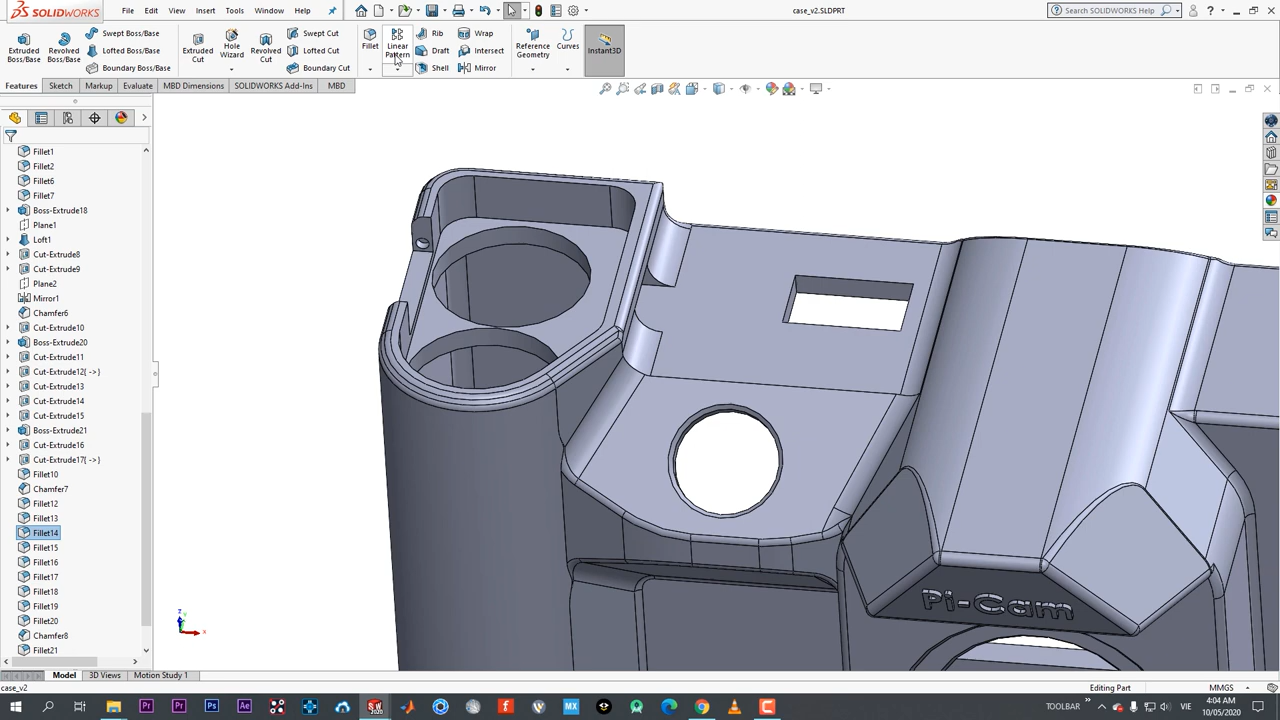 SOLIDWORKS File Edit View Insert Tools Window Help case_v2.SLDPRT Search SOLIDWORKS Help
Extruded Boss/Base
Revolved Boss/Base
Swept Boss/Base
Lofted Boss/Base
Boundary Boss/Base
Extruded Cut
Hole Wizard
Revolved Cut
Swept Cut
Lofted Cut
Boundary Cut
Fillet
Linear Pattern
Rib
Draft
Shell
Wrap
Intersect
Mirror
Reference Geometry
Curves
Instant3D
Features Sketch Markup Evaluate MBD Dimensions SOLIDWORKS Add-Ins MBD
Fillet1
Fillet2
Fillet6
Fillet7
Boss-Extrude18
Plane1
Loft1
Cut-Extrude8
Cut-Extrude9
Plane2
Mirror1
Chamfer6
Cut-Extrude10
Boss-Extrude20
Cut-Extrude11
Cut-Extrude12{ ->}
Cut-Extrude13
Cut-Extrude14
Cut-Extrude15
Boss-Extrude21
Cut-Extrude16
Cut-Extrude17{ ->}
Fillet10
Chamfer7
Fillet12
Fillet13
Fillet14
Fillet15
Fillet16
Fillet17
Fillet18
Fillet19
Fillet20
Chamfer8
Fillet21
Pi-Cam
z
y
x
Model 3D Views Motion Study 1
case_v2 Editing Part MMGS
TOOLBAR VIE 4:04 AM
10/05/2020